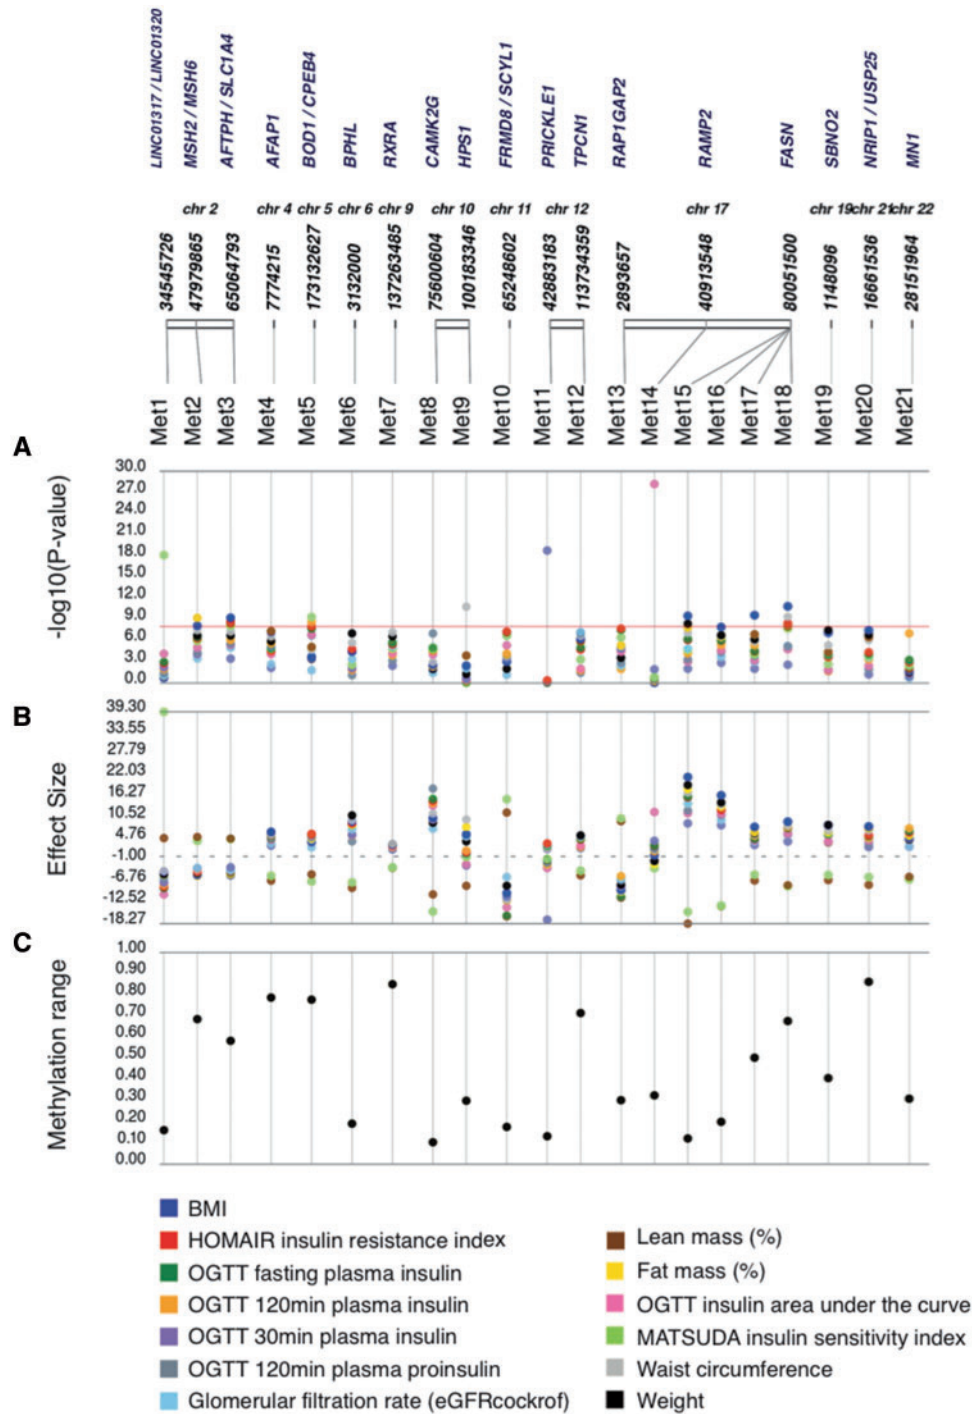 LINC01317 / LINC01320
MSH2 / MSH6
AFTPH / SLC1A4
AFAP1
BOD1 / CPEB4
BPHL
RXRA
CAMK2G
HPS1
FRMD8 / SCYL1
PRICKLE1
TPCN1
RAP1GAP2
RAMP2
FASN
SBNO2
NRIP1 / USP25
MN1
chr 2 chr 4 chr 5 chr 6 chr 9 chr 10 chr 11 chr 12 chr 17 chr 19 chr 21 chr 22
34545726
47979865
65064793
7774215
173132627
3132000
137263485
75600604
100183346
65248602
42883183
113734359
2893657
40913548
80051500
1148096
16661536
28151964
Met1
Met2
Met3
Met4
Met5
Met6
Met7
Met8
Met9
Met10
Met11
Met12
Met13
Met14
Met15
Met16
Met17
Met18
Met19
Met20
Met21
A
-log10(P-value)
30.0
27.0
24.0
21.0
18.0
15.0
12.0
9.0
6.0
3.0
0.0
B
Effect Size
39.30
33.55
27.79
22.03
16.27
10.52
4.76
-1.00
-6.76
-12.52
-18.27
C
Methylation range
1.00
0.90
0.80
0.70
0.60
0.50
0.40
0.30
0.20
0.10
0.00
BMI
HOMAIR insulin resistance index
OGTT fasting plasma insulin
OGTT 120min plasma insulin
OGTT 30min plasma insulin
OGTT 120min plasma proinsulin
Glomerular filtration rate (eGFRcockrof)
Lean mass (%)
Fat mass (%)
OGTT insulin area under the curve
MATSUDA insulin sensitivity index
Waist circumference
Weight